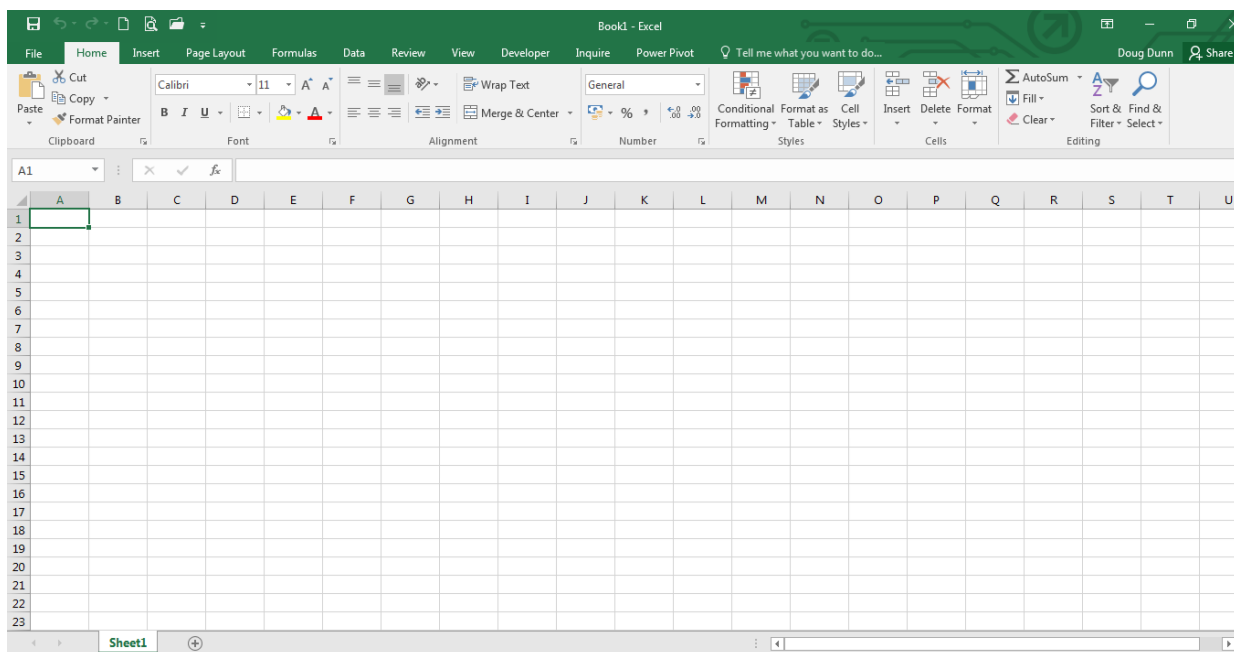 Book1 - Excel
File Home Insert Page Layout Formulas Data Review View Developer Inquire Power Pivot Tell me what you want to do... Doug Dunn Share
Cut
Copy
Format Painter
Paste
Clipboard
Calibri 11
B I U
Font
Wrap Text
Merge & Center
Alignment
General
% , .0 .00 .00 .0
Number
Conditional Formatting
Format as Table
Cell Styles
Styles
Insert Delete Format
Cells
AutoSum
Fill
Clear
Sort & Filter
Find & Select
Editing
A1 fx
A B C D E F G H I J K L M N O P Q R S T U
1
2
3
4
5
6
7
8
9
10
11
12
13
14
15
16
17
18
19
20
21
22
23
Sheet1